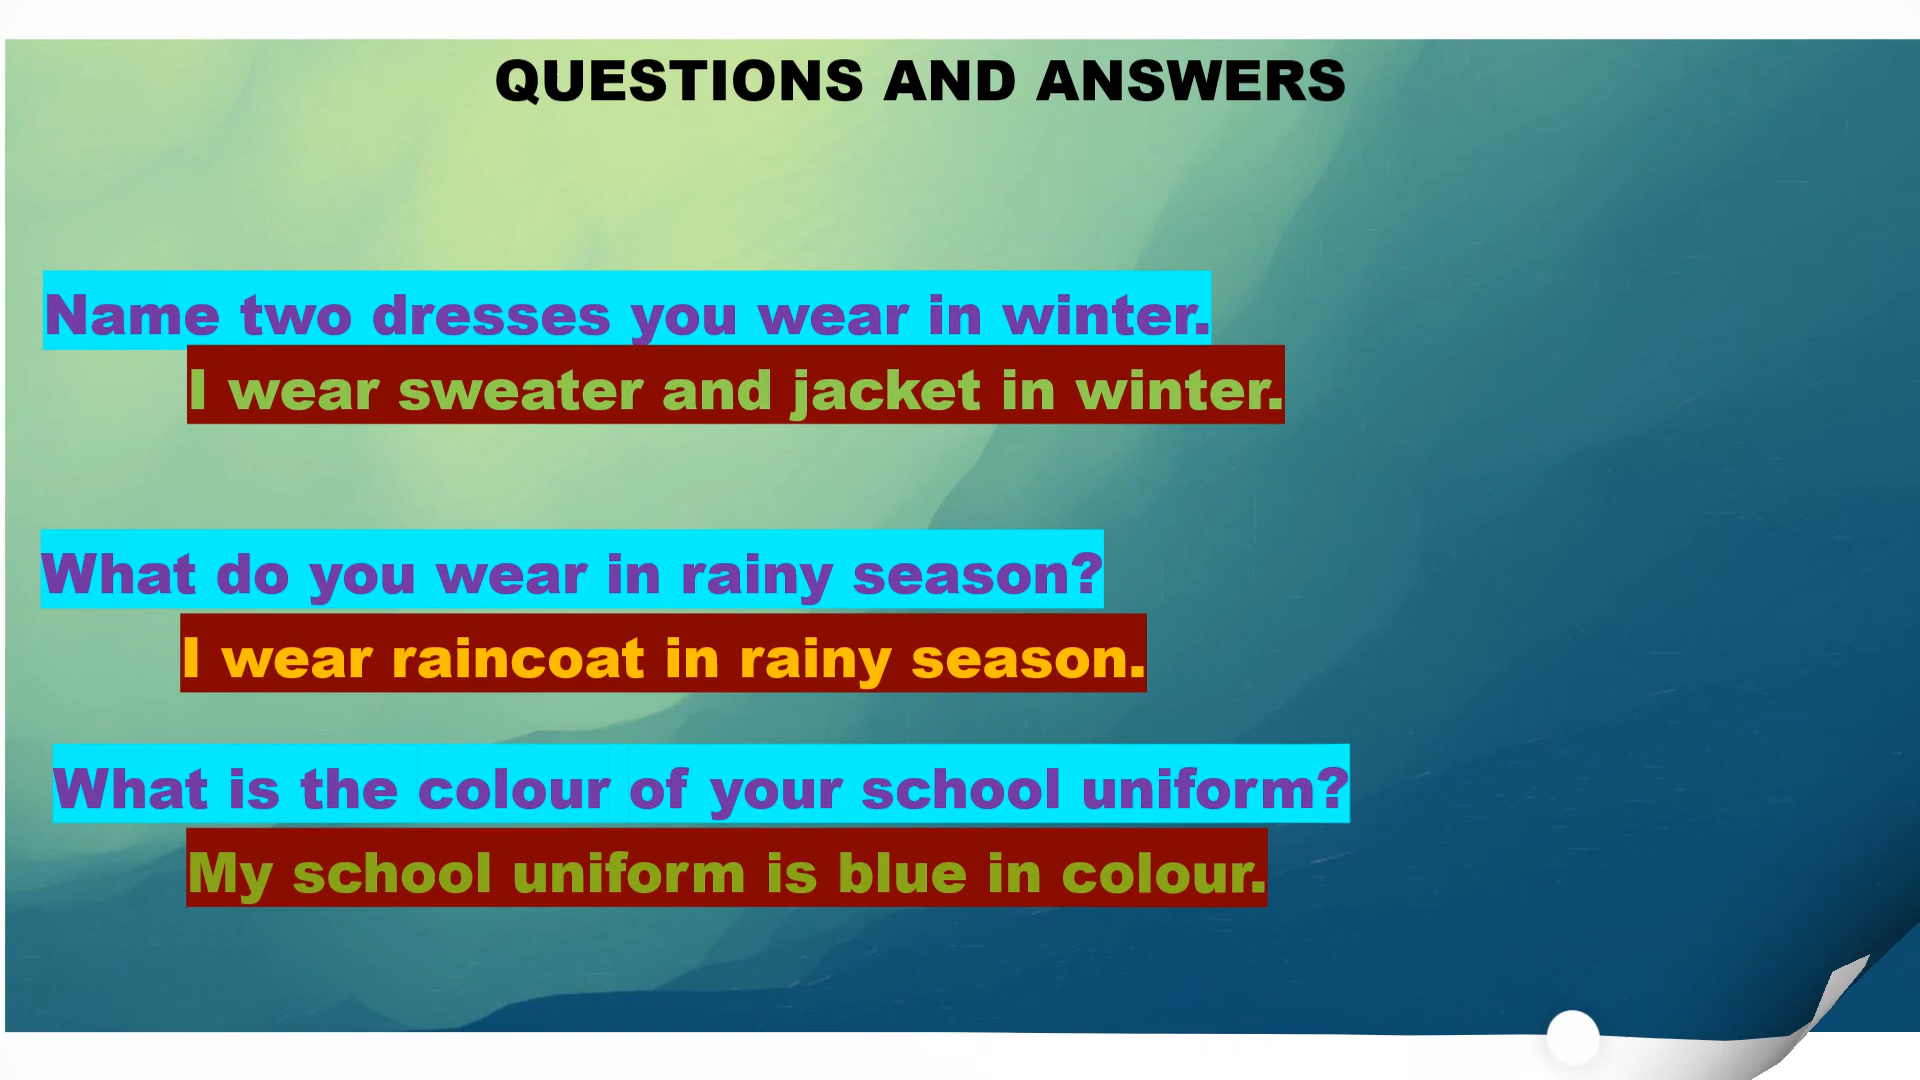 QUESTIONS AND ANSWERS
Name two dresses you wear in winter.
I wear sweater and jacket in winter.
What do you wear in rainy season?
I wear raincoat in rainy season.
What is the colour of your school uniform?
My school uniform is blue in colour.